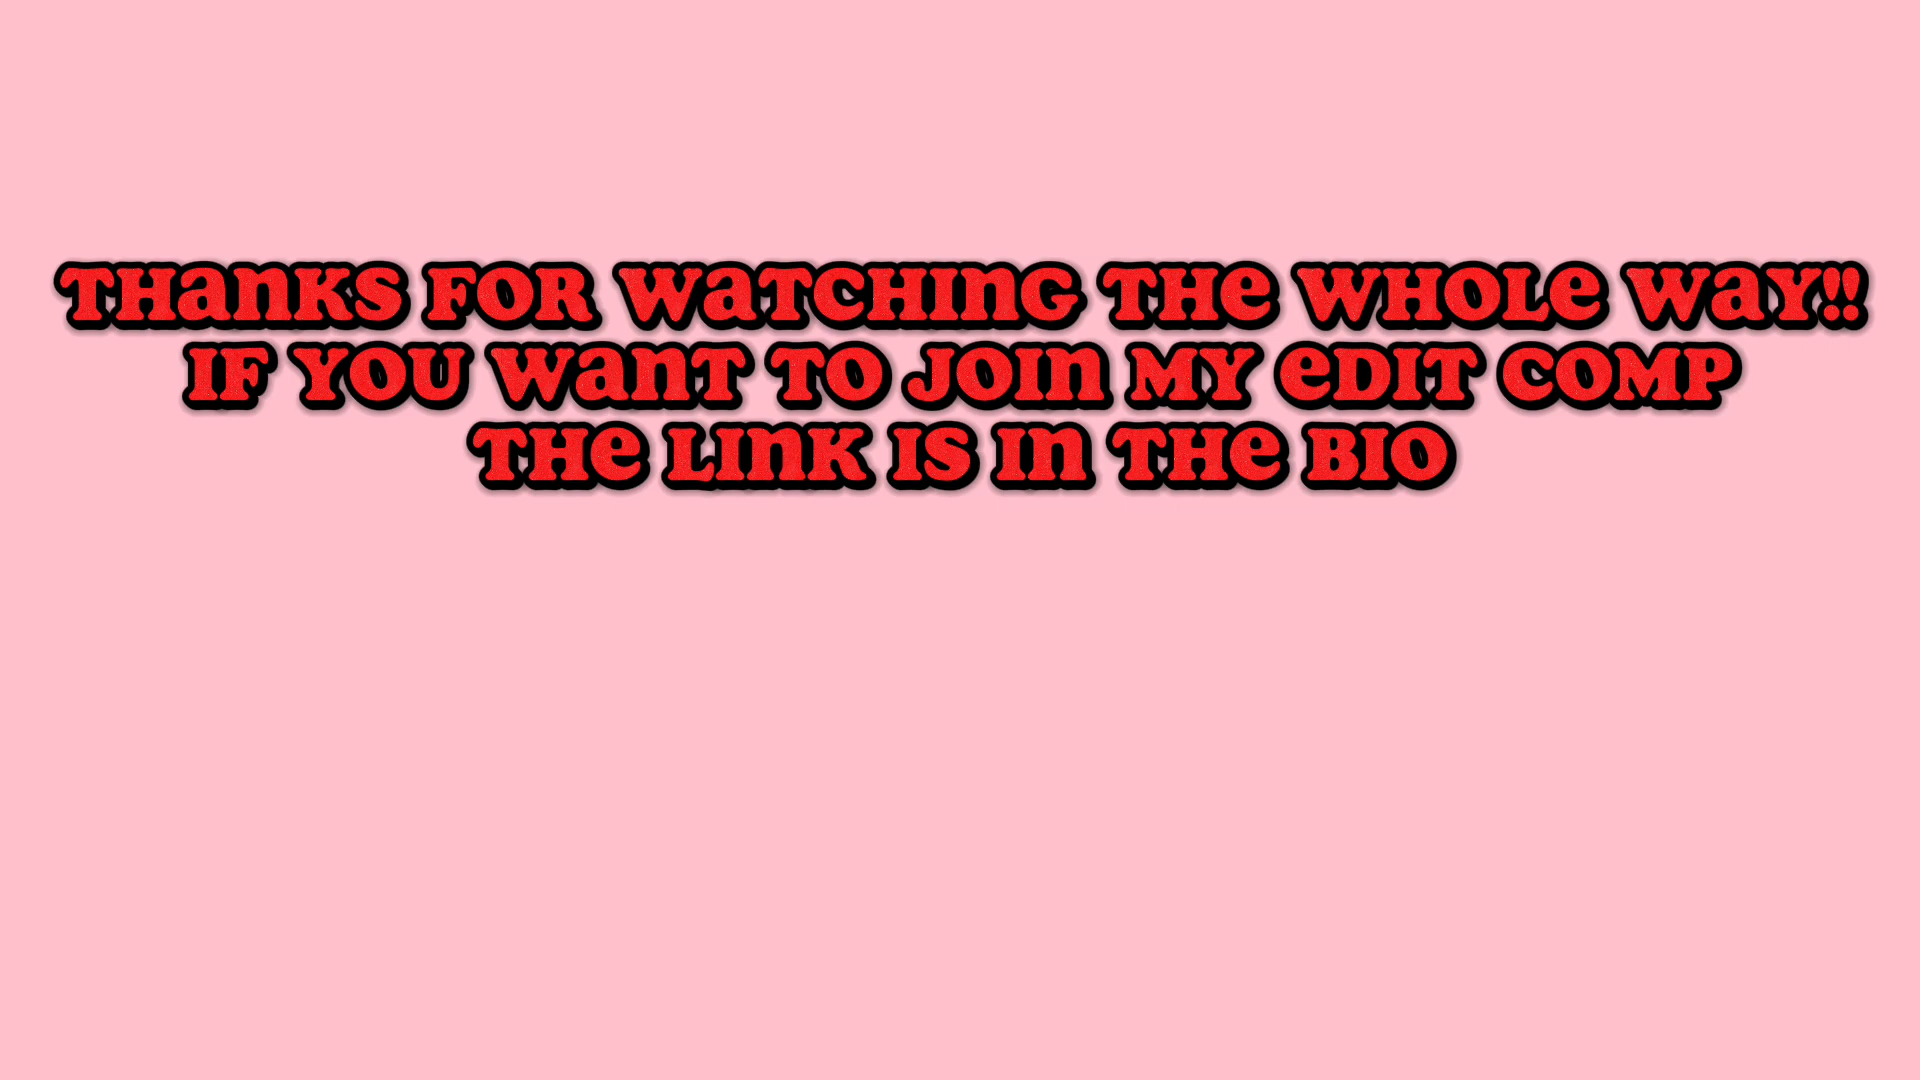 THanKS FOR WaTCHInG THe WHOLe WaY!!
IF YOU WanT TO JOIn MY eDIT COMP
THe LInK IS In THe BIO